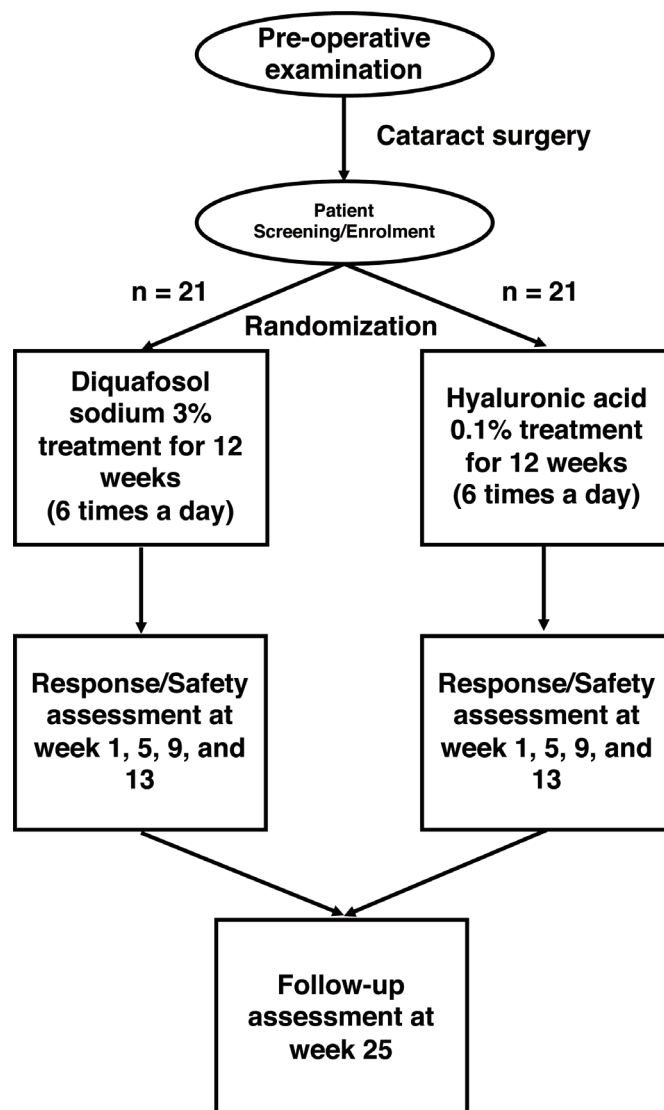 Pre-operative
examination
Cataract surgery
Patient
Screening/Enrolment
n = 21
n = 21
Randomization
Diquafosol
sodium 3%
treatment for 12
weeks
(6 times a day)
Hyaluronic acid
0.1% treatment
for 12 weeks
(6 times a day)
Response/Safety
assessment at
week 1, 5, 9, and
13
Response/Safety
assessment at
week 1, 5, 9, and
13
Follow-up
assessment at
week 25